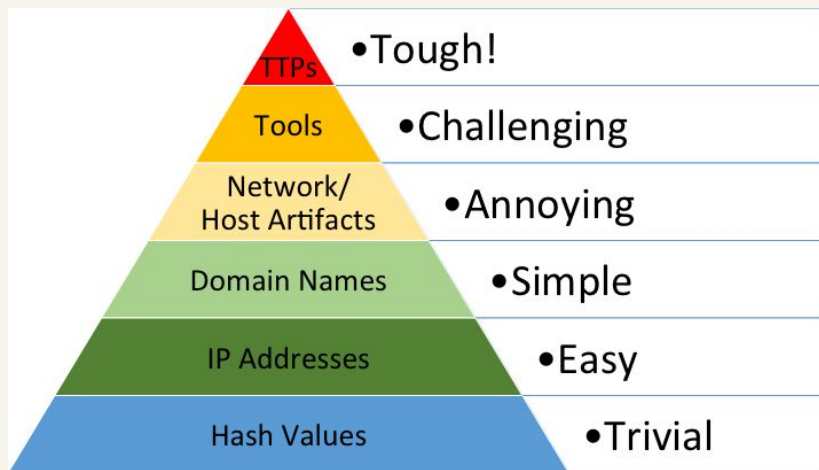 TTPs
•Tough!
Tools
•Challenging
Network/
Host Artifacts
•Annoying
Domain Names
•Simple
IP Addresses
•Easy
Hash Values
•Trivial